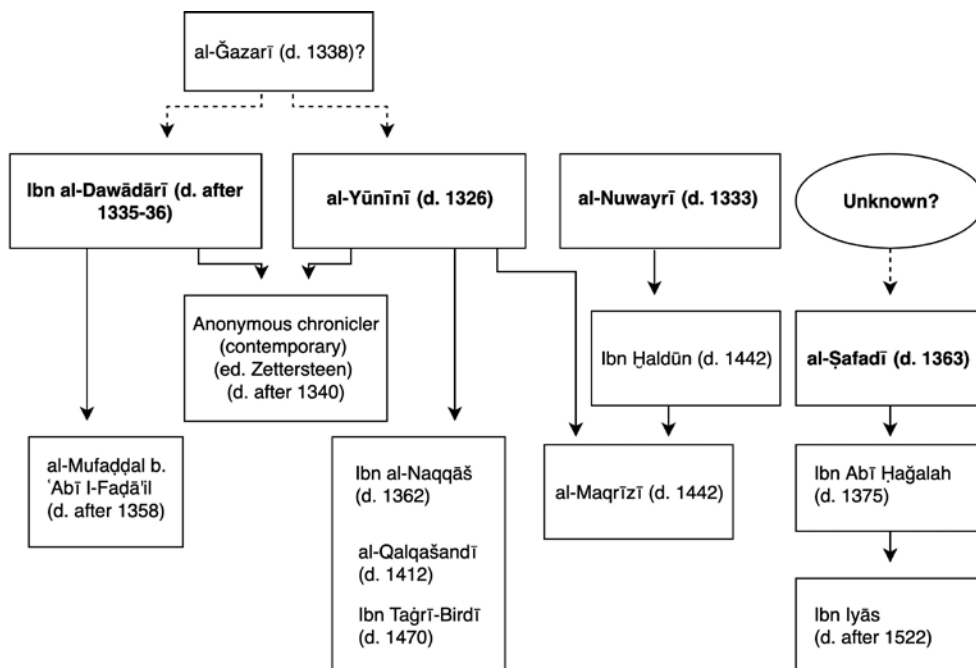 al-Ǧazarī (d. 1338)?
Ibn al-Dawādārī (d. after
1335-36)
al-Yūnīnī (d. 1326)
al-Nuwayrī (d. 1333)
Unknown?
Anonymous chronicler
(contemporary)
(ed. Zettersteen)
(d. after 1340)
Ibn Ḫaldūn (d. 1442)
al-Ṣafadī (d. 1363)
al-Mufaḍḍal b.
ʿAbī l-Faḍāʾil
(d. after 1358)
Ibn al-Naqqāš
(d. 1362)
al-Qalqašandī
(d. 1412)
Ibn Taġrī-Birdī
(d. 1470)
al-Maqrīzī (d. 1442)
Ibn Abī Ḥaǧalah
(d. 1375)
Ibn Iyās
(d. after 1522)